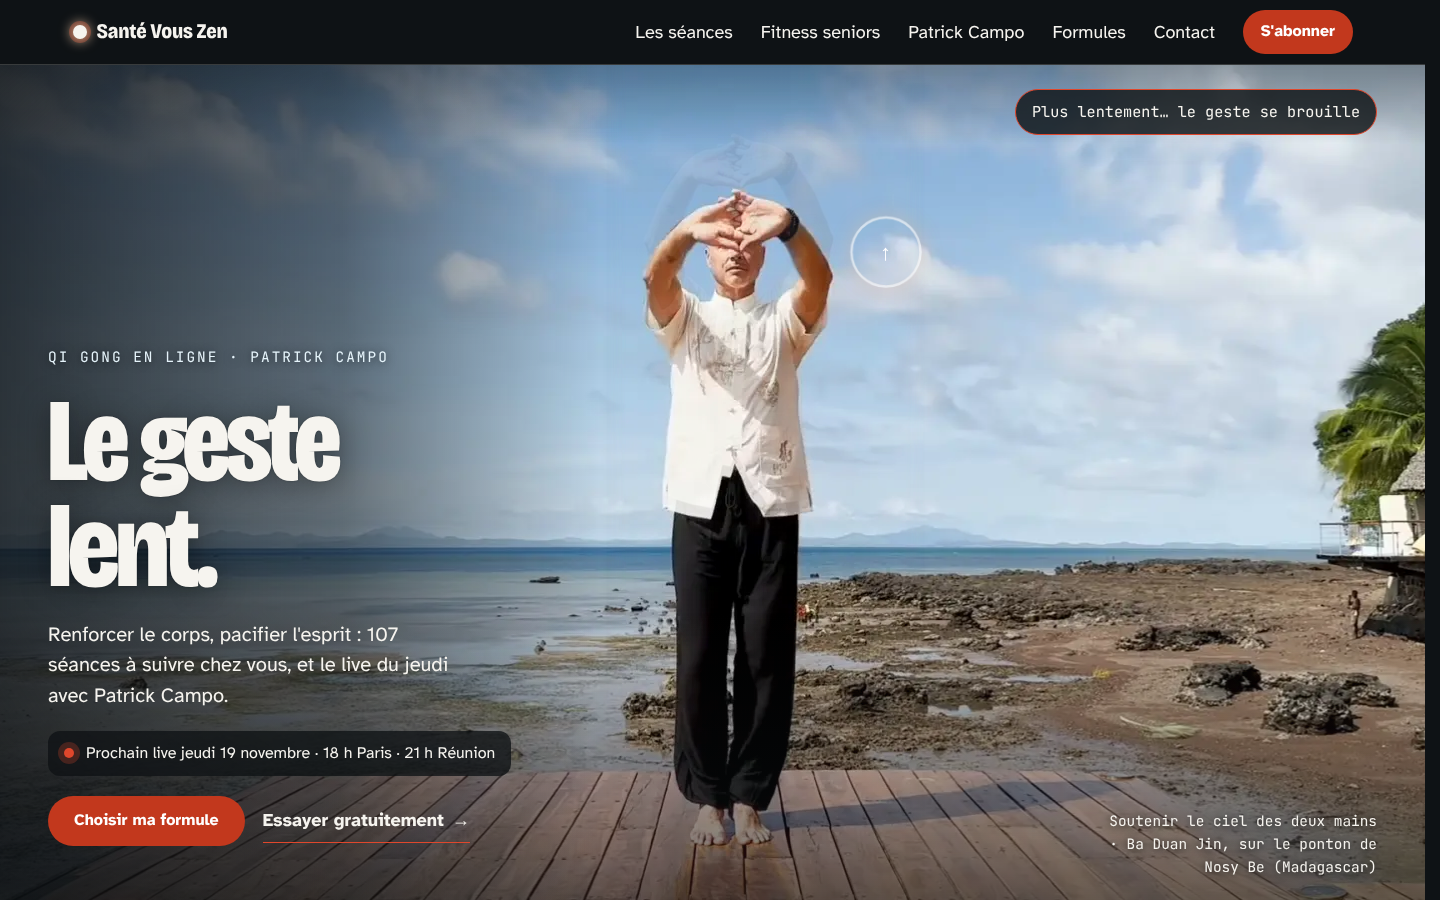 Santé Vous Zen
Les séances
Fitness seniors
Patrick Campo
Formules
Contact
S'abonner
Plus lentement… le geste se brouille
↑
QI GONG EN LIGNE · PATRICK CAMPO
Le geste
lent.
Renforcer le corps, pacifier l'esprit : 107
séances à suivre chez vous, et le live du jeudi
avec Patrick Campo.
Prochain live jeudi 19 novembre · 18 h Paris · 21 h Réunion
Choisir ma formule
Essayer gratuitement →
Soutenir le ciel des deux mains
· Ba Duan Jin, sur le ponton de
Nosy Be (Madagascar)